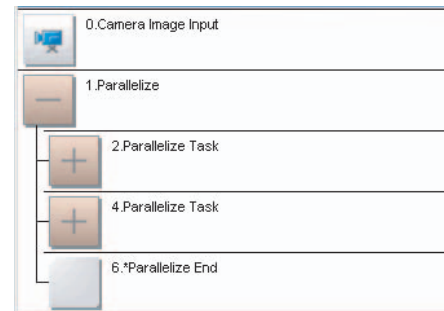 0.Camera Image Input
1.Parallelize
2.Parallelize Task
4.Parallelize Task
6.*Parallelize End